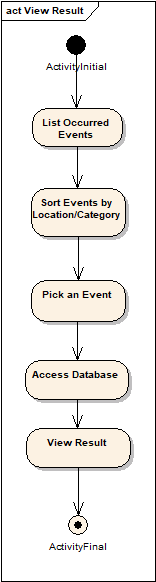 act View Result
ActivityInitial
List Occurred
Events
Sort Events by
Location/Category
Pick an Event
Access Database
View Result
ActivityFinal